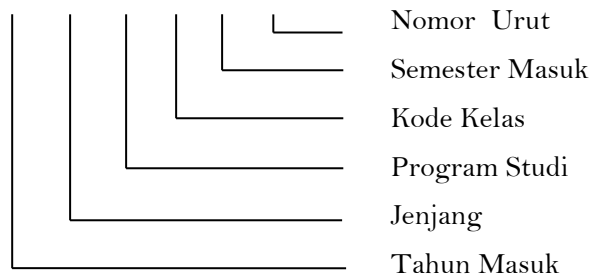 Nomor Urut
Semester Masuk
Kode Kelas
Program Studi
Jenjang
Tahun Masuk